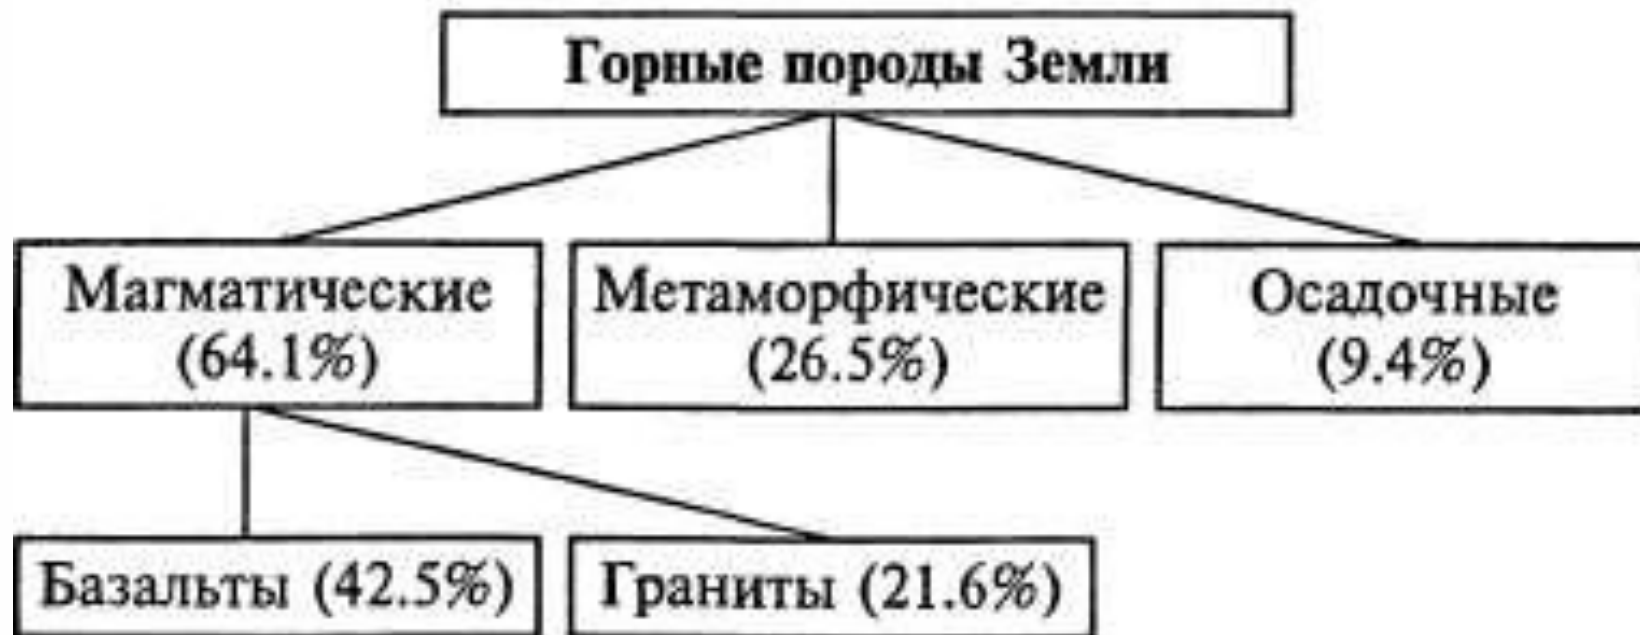 Горные породы Земли
Магматические
(64.1%)
Метаморфические
(26.5%)
Осадочные
(9.4%)
Базальты (42.5%)
Граниты (21.6%)